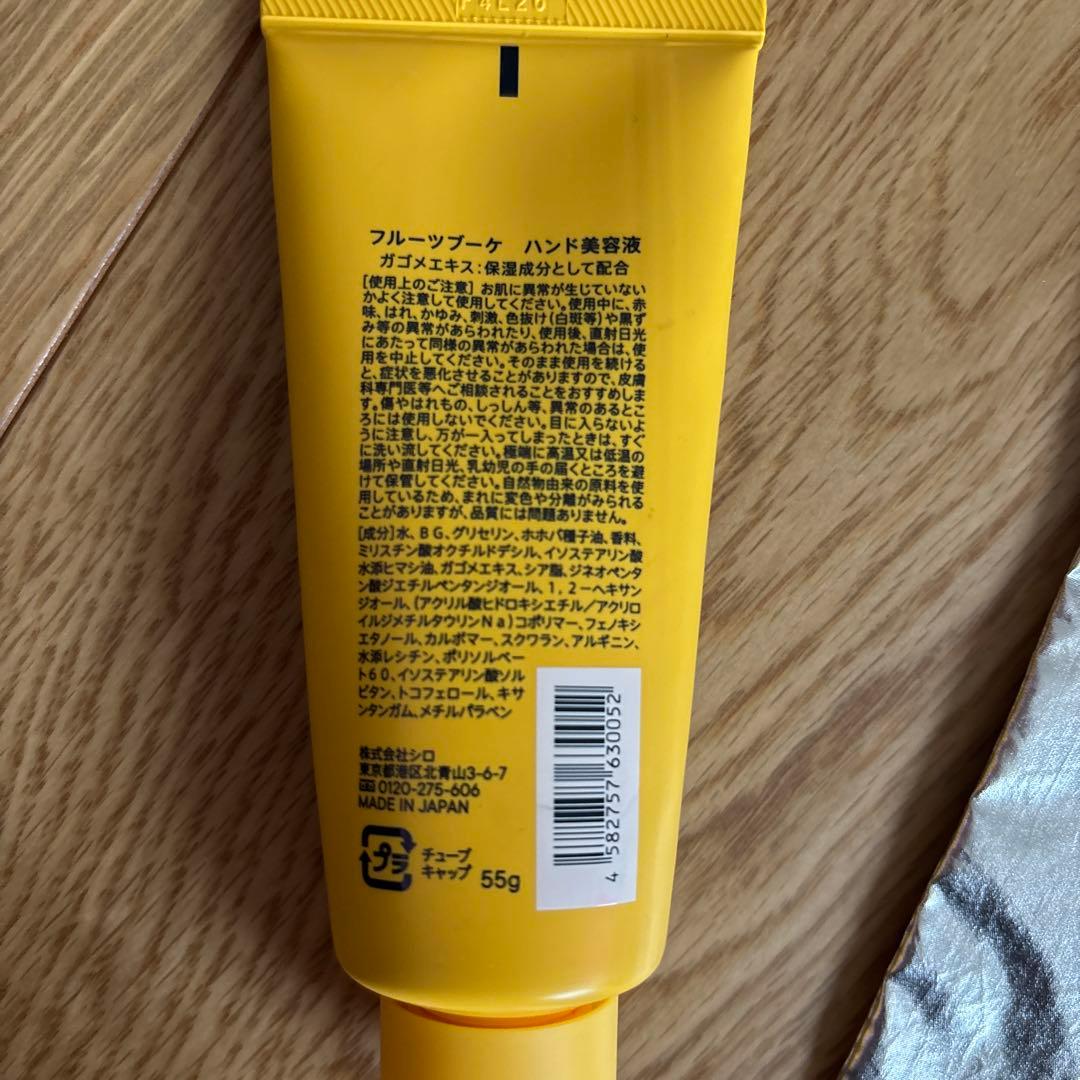 P4L20
フルーツブーケ　ハンド美容液
ガゴメエキス：保湿成分として配合
[使用上のご注意] お肌に異常が生じていない
かよく注意して使用してください。使用中に、赤
味、はれ、かゆみ、刺激、色抜け(白斑等)や黒ず
み等の異常があらわれたり、使用後、直射日光
にあたって同様の異常があらわれた場合は、使
用を中止してください。そのまま使用を続ける
と、症状を悪化させることがありますので、皮膚
科専門医等へご相談されることをおすすめしま
す。傷やはれもの、しっしん等、異常のあるとこ
ろには使用しないでください。目に入らないよ
うに注意し、万が一入ってしまったときは、すぐ
に洗い流してください。極端に高温又は低温の
場所や直射日光、乳幼児の手の届くところを避
けて保管してください。自然物由来の原料を使
用しているため、まれに変色や分離がみられる
ことがありますが、品質には問題ありません。
[成分]水、ＢＧ、グリセリン、ホホバ種子油、香料、
ミリスチン酸オクチルドデシル、イソステアリン酸
水添ヒマシ油、ガゴメエキス、シア脂、ジネオペンタ
ン酸ジエチルペンタンジオール、１，２－ヘキサン
ジオール、(アクリル酸ヒドロキシエチル／アクリロ
イルジメチルタウリンＮａ)コポリマー、フェノキシ
エタノール、カルボマー、スクワラン、アルギニン、
水添レシチン、ポリソルベー
ト６０、イソステアリン酸ソル
ビタン、トコフェロール、キサ
ンタンガム、メチルパラベン
株式会社シロ
東京都港区北青山3-6-7
0120-275-606
MADE IN JAPAN
プラ
チューブ
キャップ
55g
4 582757 630052